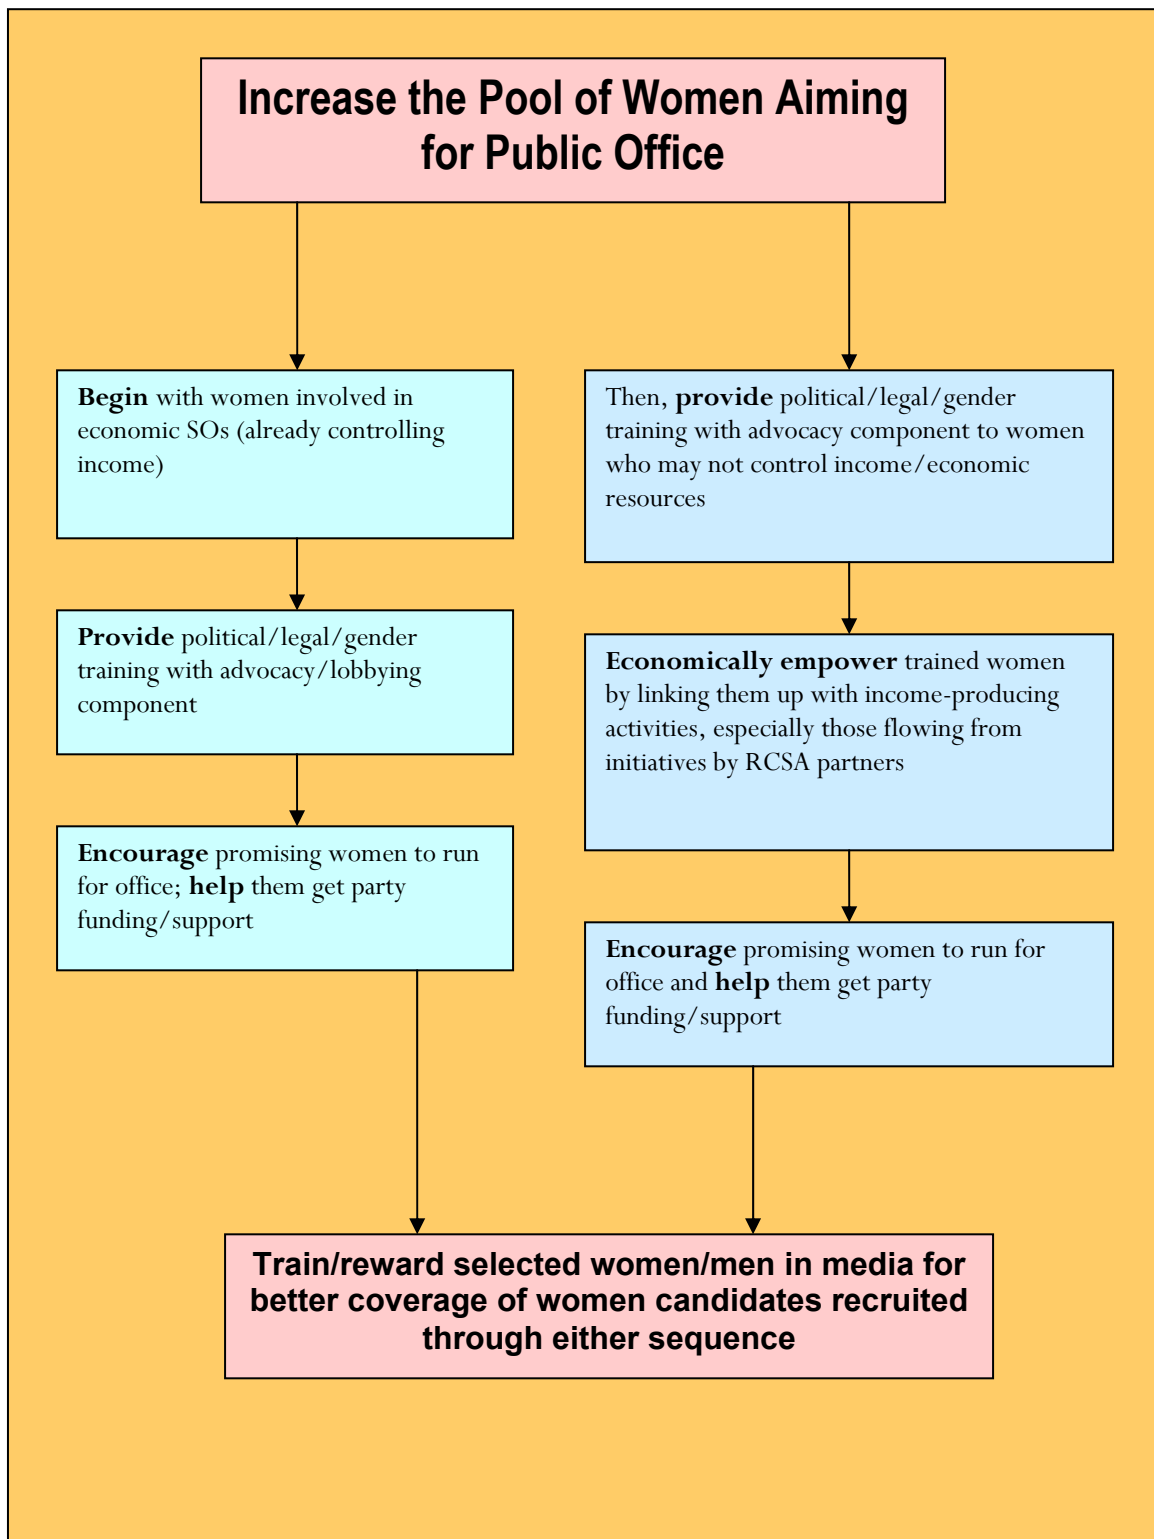 Increase the Pool of Women Aiming
for Public Office
Begin with women involved in
economic SOs (already controlling
income)
Provide political/legal/gender
training with advocacy/lobbying
component
Encourage promising women to run
for office; help them get party
funding/support
Then, provide political/legal/gender
training with advocacy component to women
who may not control income/economic
resources
Economically empower trained women
by linking them up with income-producing
activities, especially those flowing from
initiatives by RCSA partners
Encourage promising women to run for
office and help them get party
funding/support
Train/reward selected women/men in media for
better coverage of women candidates recruited
through either sequence